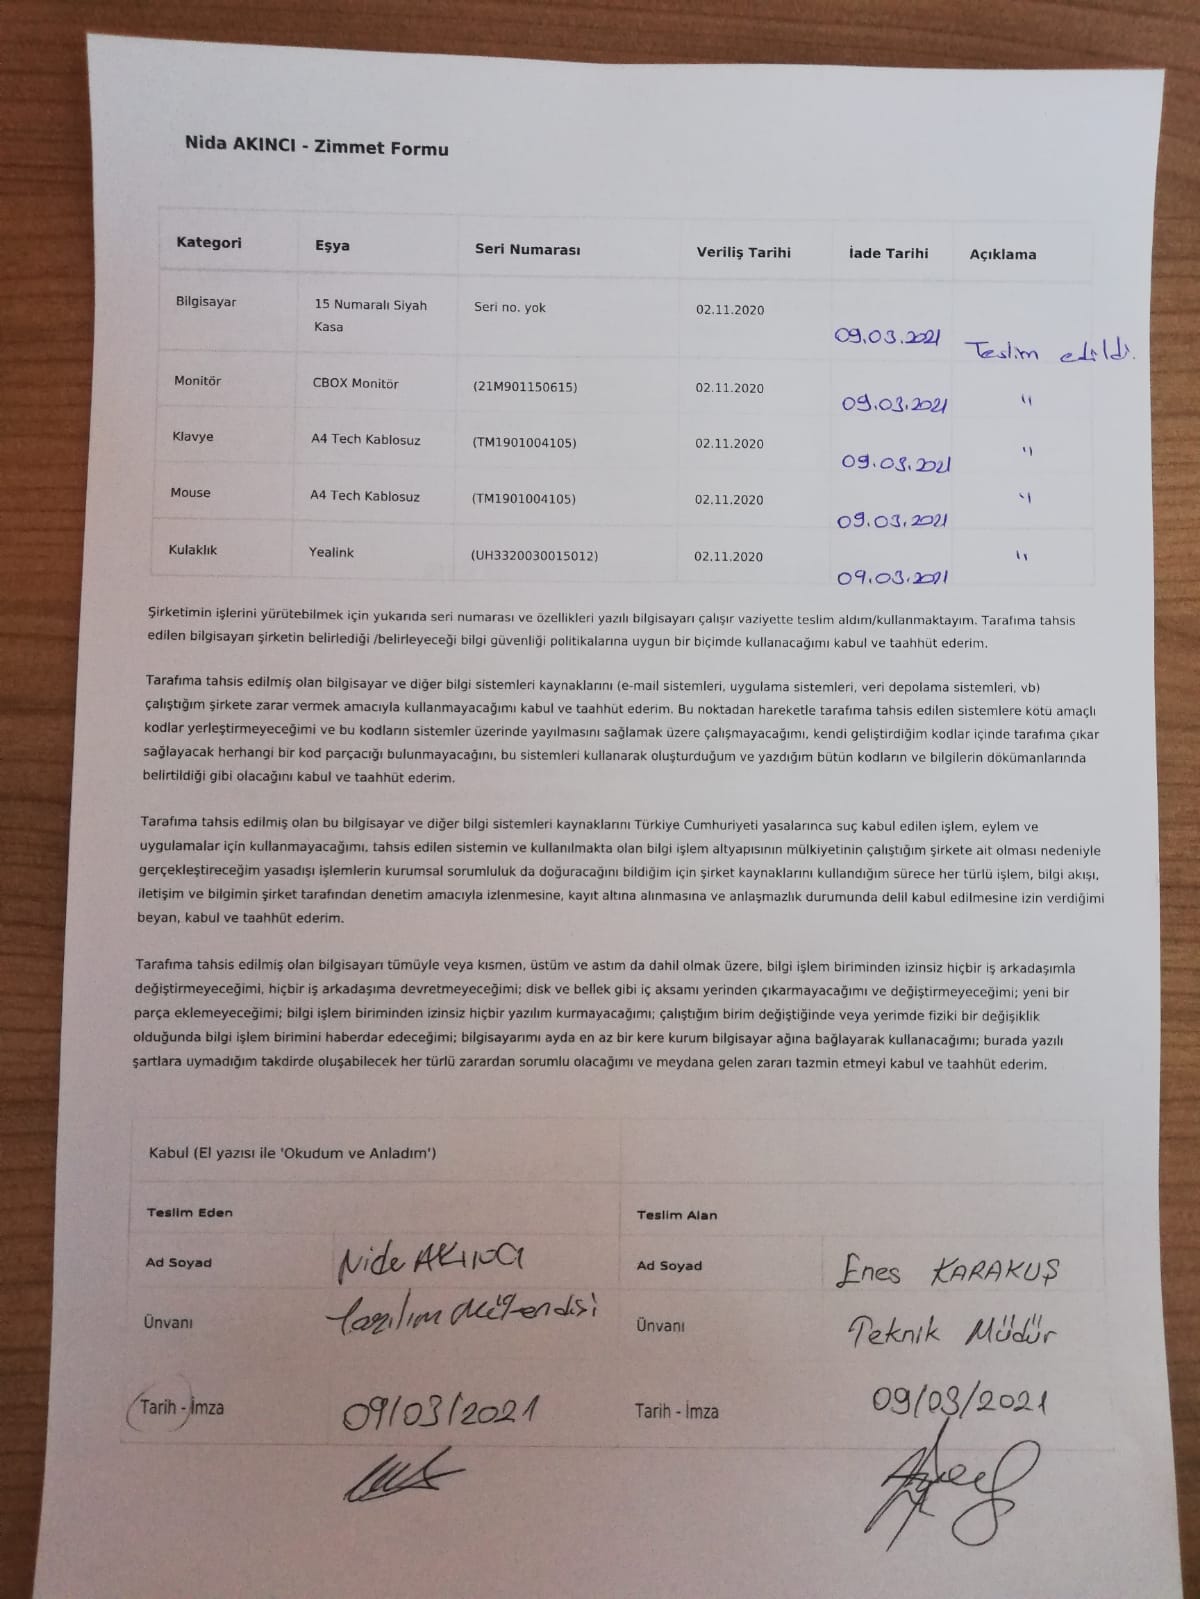 Nida AKINCI - Zimmet Formu
Kategori Eşya Seri Numarası Veriliş Tarihi İade Tarihi Açıklama
Bilgisayar 15 Numaralı Siyah Kasa Seri no. yok 02.11.2020 09.03.2021 Teslim edildi.
Monitör CBOX Monitör (21M901150615) 02.11.2020 09.03.2021 "
Klavye A4 Tech Kablosuz (TM1901004105) 02.11.2020 09.03.2021 "
Mouse A4 Tech Kablosuz (TM1901004105) 02.11.2020 09.03.2021 "
Kulaklık Yealink (UH3320030015012) 02.11.2020 09.03.2021 "
Şirketimin işlerini yürütebilmek için yukarıda seri numarası ve özellikleri yazılı bilgisayarı çalışır vaziyette teslim aldım/kullanmaktayım. Tarafıma tahsis
edilen bilgisayarı şirketin belirlediği /belirleyeceği bilgi güvenliği politikalarına uygun bir biçimde kullanacağımı kabul ve taahhüt ederim.
Tarafıma tahsis edilmiş olan bilgisayar ve diğer bilgi sistemleri kaynaklarını (e-mail sistemleri, uygulama sistemleri, veri depolama sistemleri, vb)
çalıştığım şirkete zarar vermek amacıyla kullanmayacağımı kabul ve taahhüt ederim. Bu noktadan hareketle tarafıma tahsis edilen sistemlere kötü amaçlı
kodlar yerleştirmeyeceğimi ve bu kodların sistemler üzerinde yayılmasını sağlamak üzere çalışmayacağımı, kendi geliştirdiğim kodlar içinde tarafıma çıkar
sağlayacak herhangi bir kod parçacığı bulunmayacağını, bu sistemleri kullanarak oluşturduğum ve yazdığım bütün kodların ve bilgilerin dökümanlarında
belirtildiği gibi olacağını kabul ve taahhüt ederim.
Tarafıma tahsis edilmiş olan bu bilgisayar ve diğer bilgi sistemleri kaynaklarını Türkiye Cumhuriyeti yasalarınca suç kabul edilen işlem, eylem ve
uygulamalar için kullanmayacağımı, tahsis edilen sistemin ve kullanılmakta olan bilgi işlem altyapısının mülkiyetinin çalıştığım şirkete ait olması nedeniyle
gerçekleştireceğim yasadışı işlemlerin kurumsal sorumluluk da doğuracağını bildiğim için şirket kaynaklarını kullandığım sürece her türlü işlem, bilgi akışı,
iletişim ve bilgimin şirket tarafından denetim amacıyla izlenmesine, kayıt altına alınmasına ve anlaşmazlık durumunda delil kabul edilmesine izin verdiğimi
beyan, kabul ve taahhüt ederim.
Tarafıma tahsis edilmiş olan bilgisayarı tümüyle veya kısmen, üstüm ve astım da dahil olmak üzere, bilgi işlem biriminden izinsiz hiçbir iş arkadaşımla
değiştirmeyeceğimi, hiçbir iş arkadaşıma devretmeyeceğimi; disk ve bellek gibi iç aksamı yerinden çıkarmayacağımı ve değiştirmeyeceğimi; yeni bir
parça eklemeyeceğimi; bilgi işlem biriminden izinsiz hiçbir yazılım kurmayacağımı; çalıştığım birim değiştiğinde veya yerimde fiziki bir değişiklik
olduğunda bilgi işlem birimini haberdar edeceğimi; bilgisayarımı ayda en az bir kere kurum bilgisayar ağına bağlayarak kullanacağımı; burada yazılı
şartlara uymadığım takdirde oluşabilecek her türlü zarardan sorumlu olacağımı ve meydana gelen zararı tazmin etmeyi kabul ve taahhüt ederim.
Kabul (El yazısı ile 'Okudum ve Anladım')
Teslim Eden Teslim Alan
Ad Soyad Nida AKINCI Ad Soyad Enes KARAKUŞ
Ünvanı Yazılım Mühendisi Ünvanı Teknik Müdür
Tarih - İmza 09/03/2021 Tarih - İmza 09/03/2021